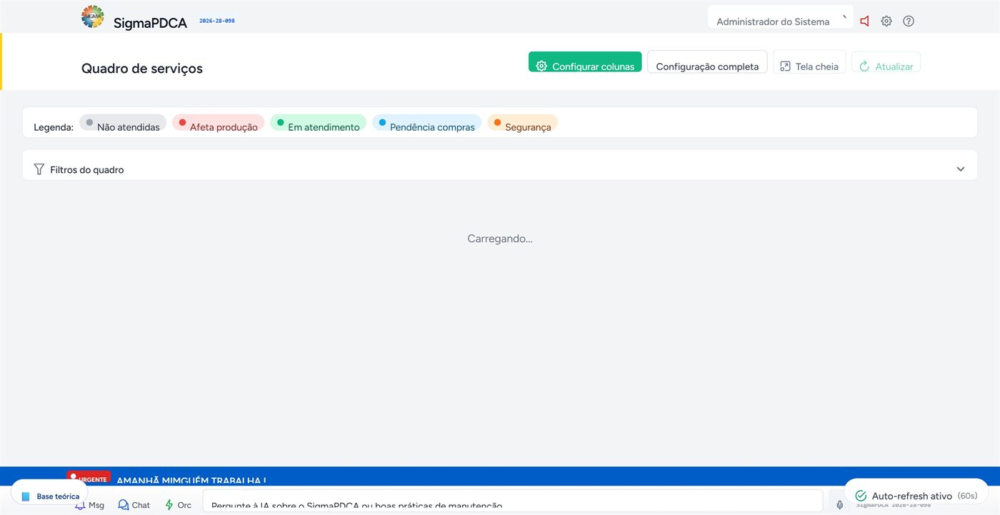 SIGMA
SigmaPDCA 2026-28-098
Administrador do Sistema
Quadro de serviços
Configurar colunas
Configuração completa
Tela cheia
Atualizar
Legenda: Não atendidas Afeta produção Em atendimento Pendência compras Segurança
Filtros do quadro
Carregando...
URGENTE AMANHÃ MIMGUÉM TRABALHA !
Base teórica
Msg Chat Orc
Pergunte à IA sobre o SigmaPDCA ou boas práticas de manutenção
Auto-refresh ativo (60s)
SigmaPDCA 2026-28-098